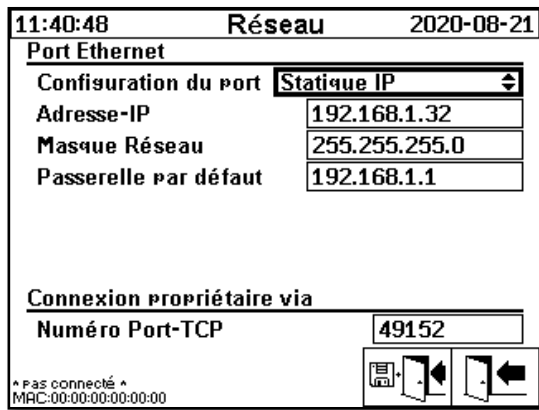 11:40:48 Réseau 2020-08-21
Port Ethernet
Configuration du port Statique IP
Adresse-IP 192.168.1.32
Masque Réseau 255.255.255.0
Passerelle par défaut 192.168.1.1
Connexion propriétaire via
Numéro Port-TCP 49152
^ Pas connecté ^
MAC:00:00:00:00:00:00